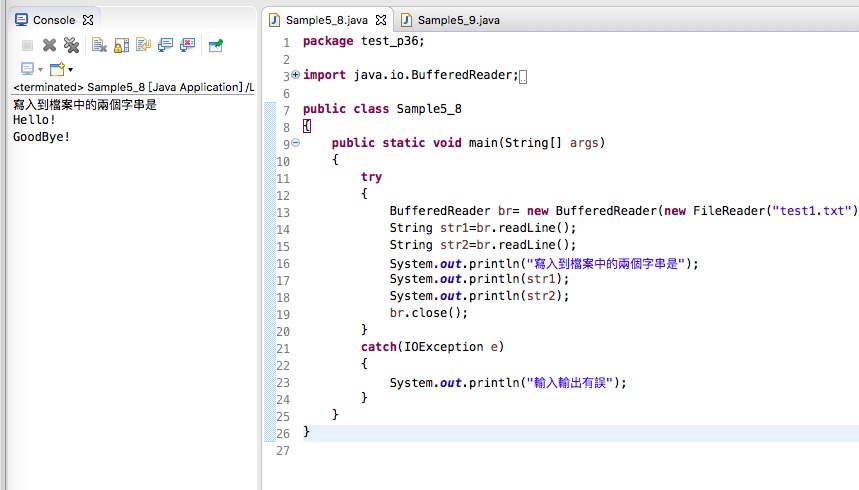 Console
<terminated> Sample5_8 [Java Application] /L
寫入到檔案中的兩個字串是
Hello!
GoodBye!
Sample5_8.java
Sample5_9.java
1 package test_p36;
2
3 import java.io.BufferedReader;
6
7 public class Sample5_8
8 {
9 public static void main(String[] args)
10 {
11 try
12 {
13 BufferedReader br= new BufferedReader(new FileReader("test1.txt")
14 String str1=br.readLine();
15 String str2=br.readLine();
16 System.out.println("寫入到檔案中的兩個字串是");
17 System.out.println(str1);
18 System.out.println(str2);
19 br.close();
20 }
21 catch(IOException e)
22 {
23 System.out.println("輸入輸出有誤");
24 }
25 }
26 }
27